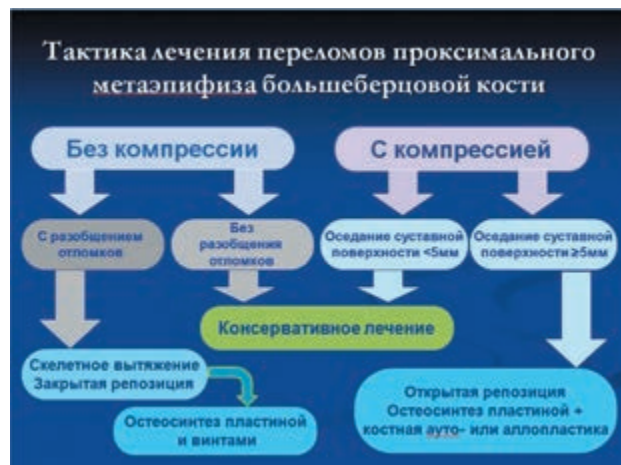 Тактика лечения переломов проксимального
метаэпифиза большеберцовой кости
Без компрессии
С компрессией
С разобщением
отломков
Без
разобщения
отломков
Оседание суставной
поверхности <5мм
Оседание суставной
поверхности ≥5мм
Консервативное лечение
Скелетное вытяжение
Закрытая репозиция
Остеосинтез пластиной
и винтами
Открытая репозиция
Остеосинтез пластиной +
костная ауто- или аллопластика